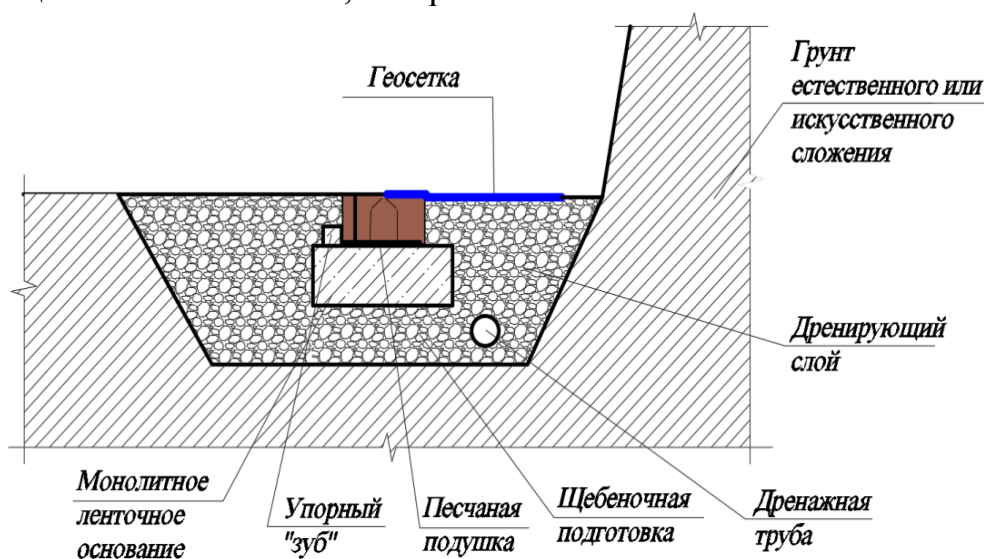 Геосетка
Грунт
естественного или
искусственного
сложения
Дренирующий
слой
Монолитное
ленточное
основание
Упорный
"зуб"
Песчаная
подушка
Щебеночная
подготовка
Дренажная
труба